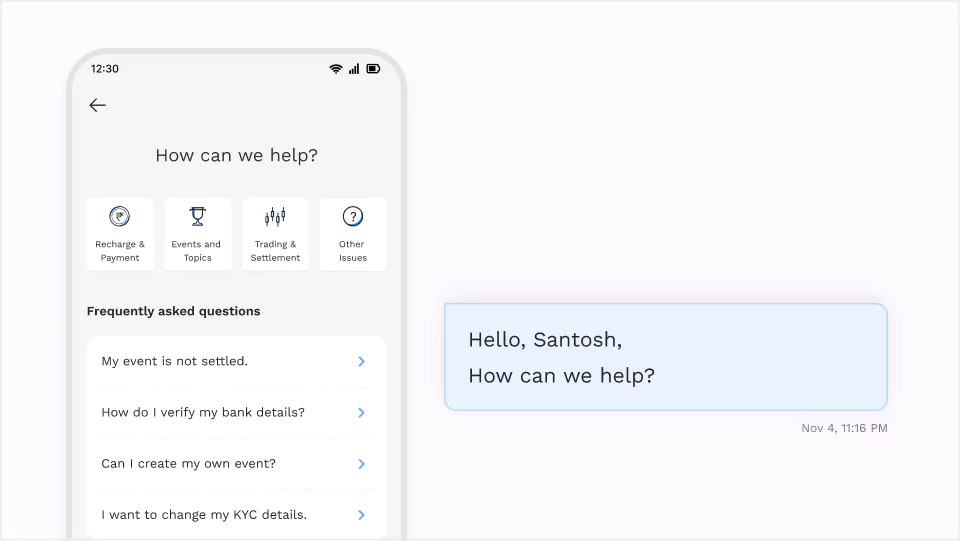 12:30
How can we help?
Recharge &
Payment
Events and
Topics
Trading &
Settlement
?
Other
Issues
Frequently asked questions
My event is not settled.
How do I verify my bank details?
Can I create my own event?
I want to change my KYC details.
Hello, Santosh,
How can we help?
Nov 4, 11:16 PM